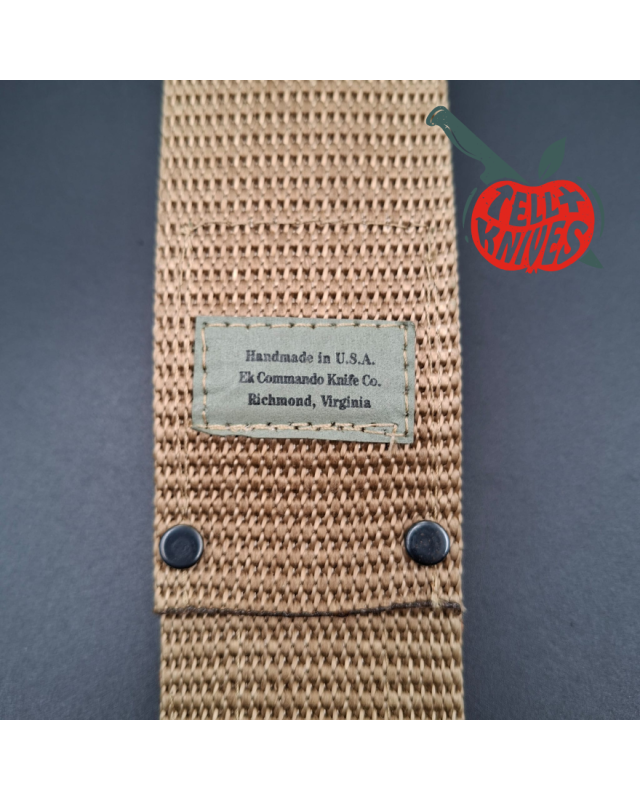 TELL
KNIVES
Handmade in U.S.A.
Ek Commando Knife Co.
Richmond, Virginia